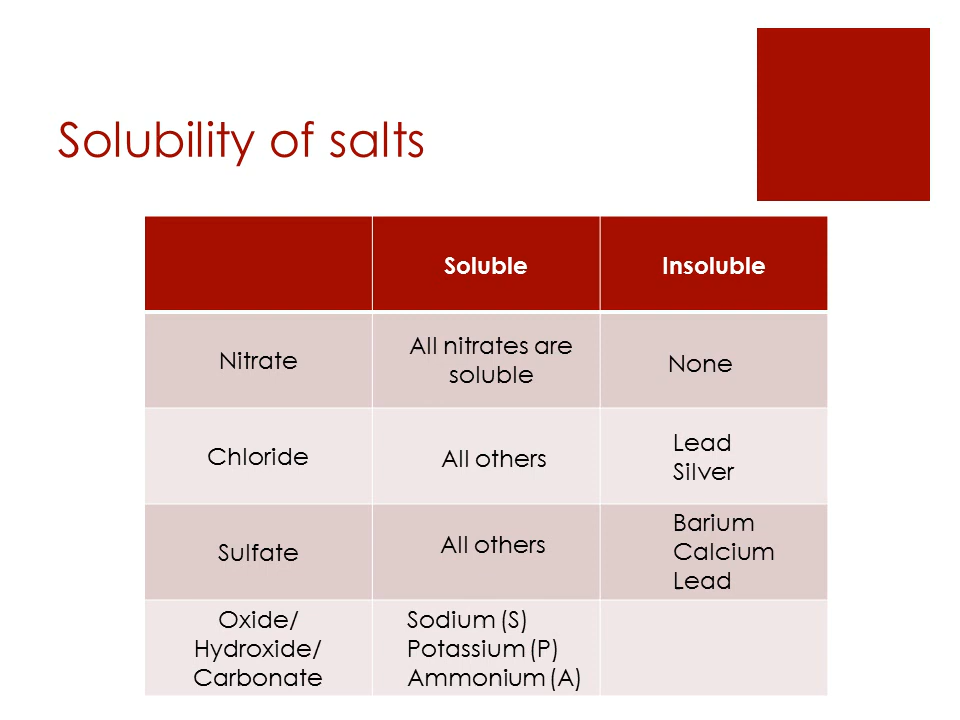 Solubility of salts
Soluble
Insoluble
Nitrate
All nitrates are
soluble
None
Chloride
All others
Lead
Silver
Sulfate
All others
Barium
Calcium
Lead
Oxide/
Hydroxide/
Carbonate
Sodium (S)
Potassium (P)
Ammonium (A)